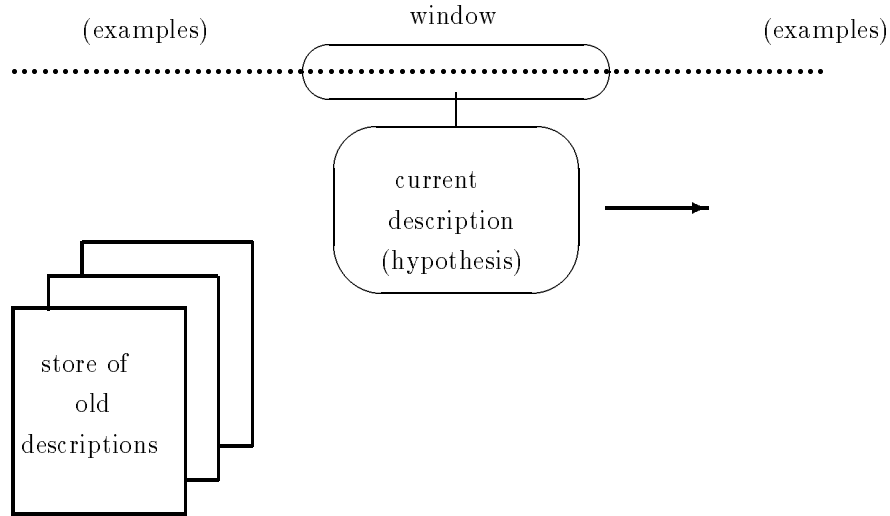 window
(examples)
(examples)
current
description
(hypothesis)
store of
old
descriptions